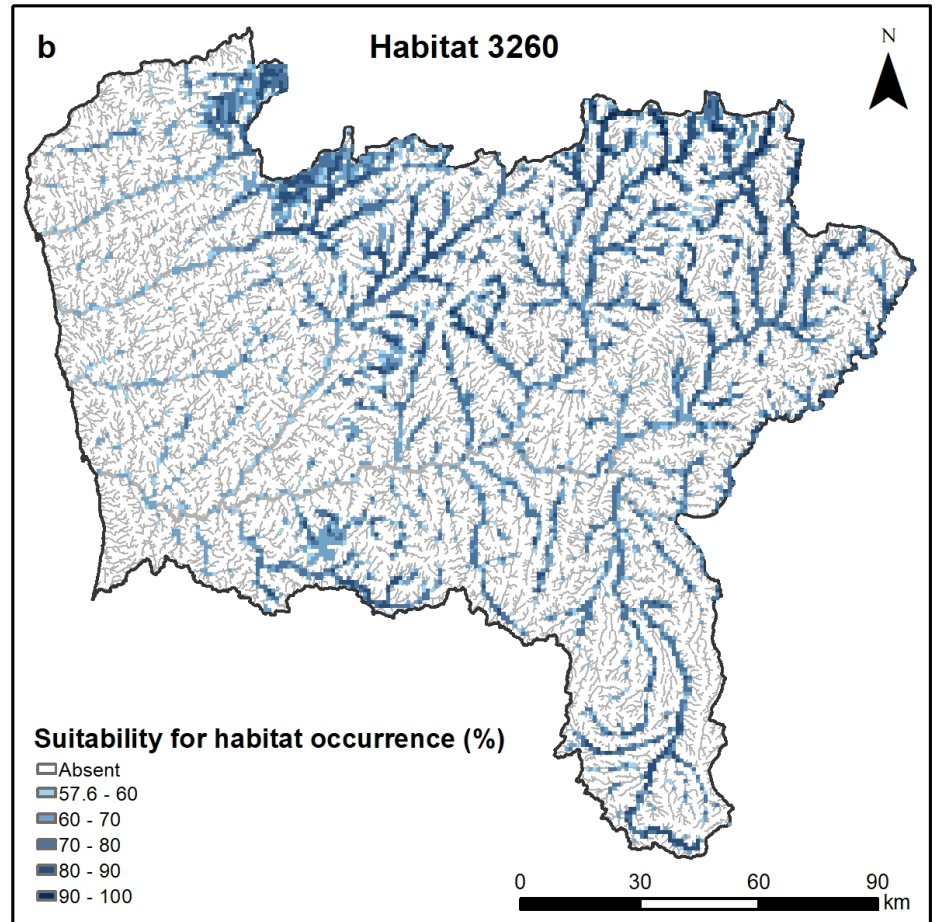 b
Habitat 3260
N
Suitability for habitat occurrence (%)
Absent
57.6 - 60
60 - 70
70 - 80
80 - 90
90 - 100
0 30 60 90
km